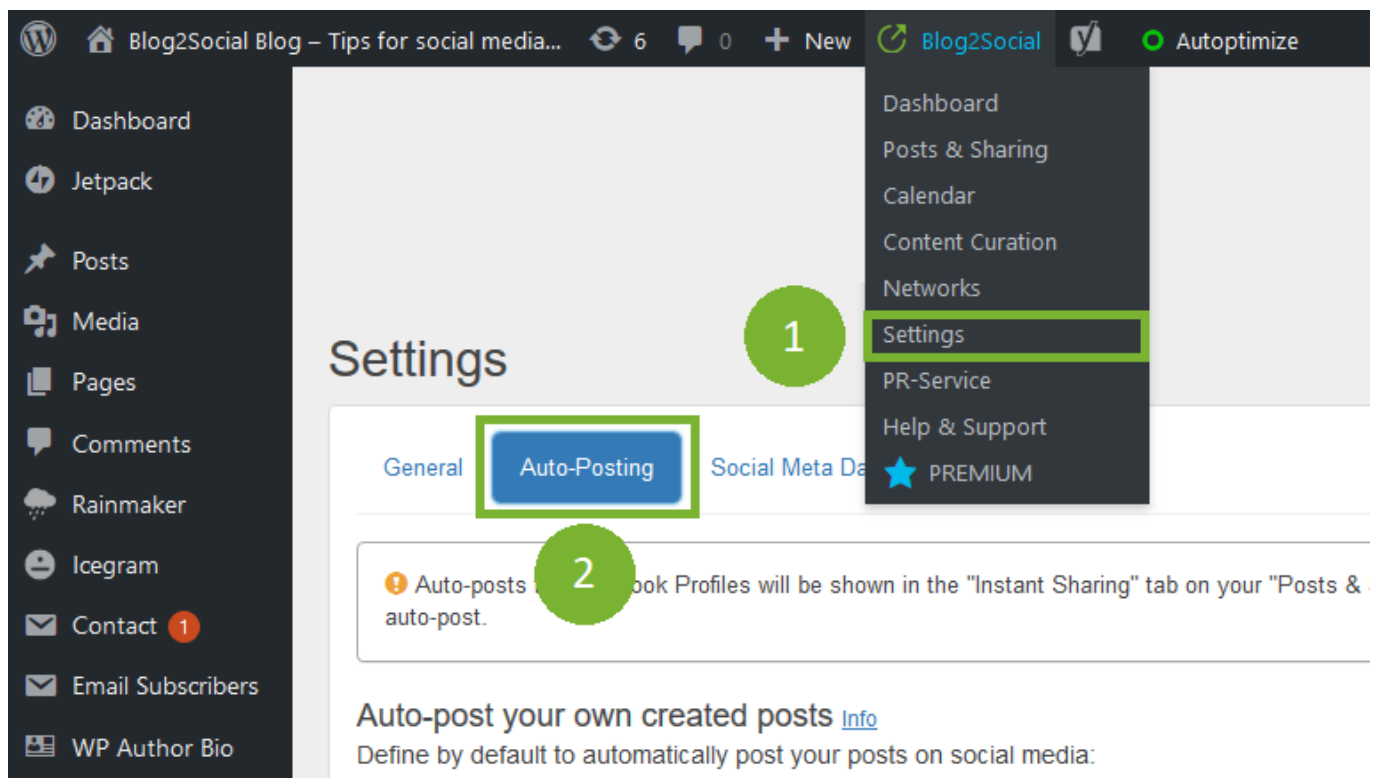 Blog2Social Blog – Tips for social media... 6 0 + New Blog2Social Autoptimize
Dashboard
Jetpack
Posts
Media
Pages
Comments
Rainmaker
Icegram
Contact 1
Email Subscribers
WP Author Bio
Dashboard
Posts & Sharing
Calendar
Content Curation
Networks
Settings
PR-Service
Help & Support
PREMIUM
1
Settings
General Auto-Posting Social Meta
2
Auto-posts Profiles will be shown in the "Instant Sharing" tab on your "Posts &
auto-post.
Auto-post your own created posts Info
Define by default to automatically post your posts on social media: